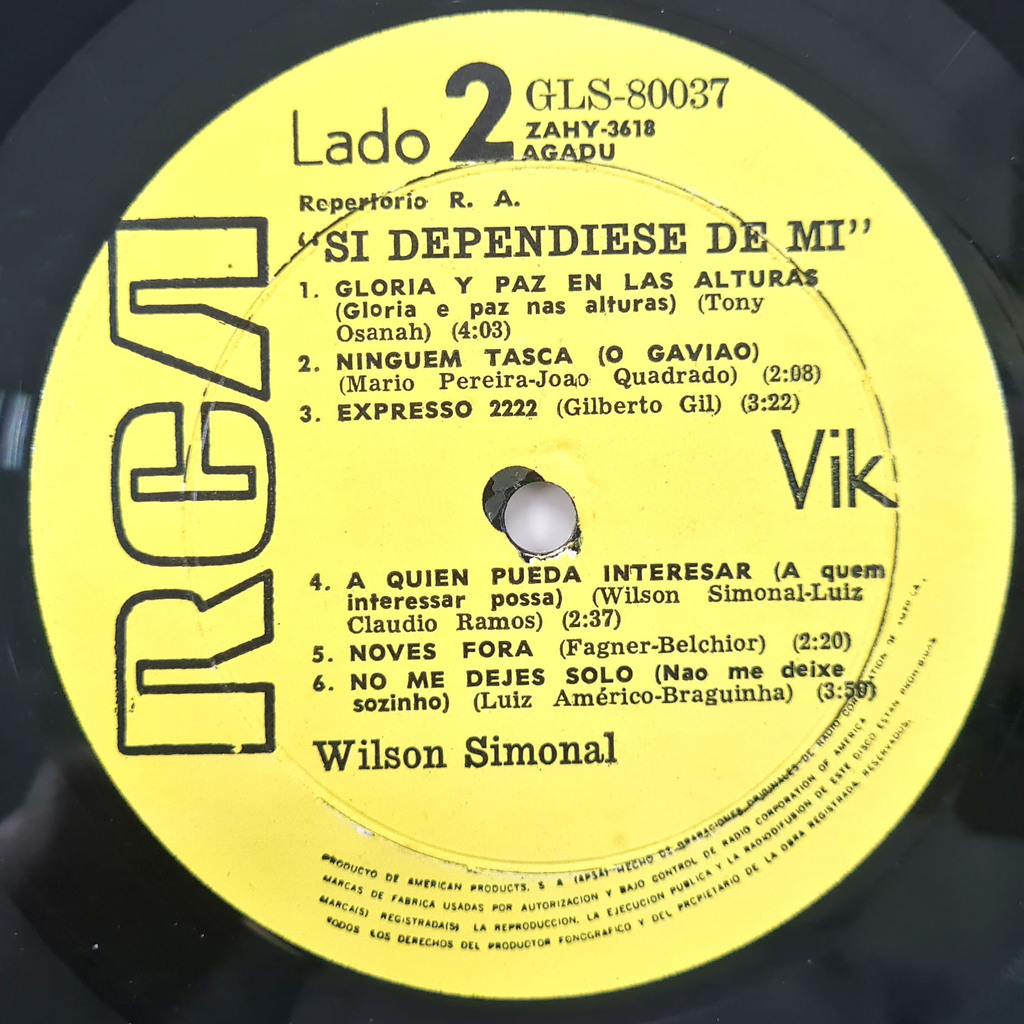 Lado 2 GLS-80037
ZAHY-3618
AGADU
Repertorio R. A.
"SI DEPENDIESE DE MI"
1. GLORIA Y PAZ EN LAS ALTURAS
(Gloria e paz nas alturas) (Tony
Osanah) (4:03)
2. NINGUEM TASCA (O GAVIAO)
(Mario Pereira-Joao Quadrado) (2:08)
3. EXPRESSO 2222 (Gilberto Gil) (3:22)
RCA
Vik
4. A QUIEN PUEDA INTERESAR (A quem
interessar possa) (Wilson Simonal-Luiz
Claudio Ramos) (2:37)
5. NOVES FORA (Fagner-Belchior) (2:20)
6. NO ME DEJES SOLO (Nao me deixe
sozinho) (Luiz Américo-Braguinha) (3:50)
Wilson Simonal
PRODUCTO DE AMERICAN PRODUCTS, S A (APSA) HECHO DE GRABACIONES ORIGINALES DE RADIO CORPORATION OF AMERICA.
MARCAS DE FABRICA USADAS POR AUTORIZACION Y BAJO CONTROL DE RADIO CORPORATION OF AMERICA
MARCA(S) REGISTRADA(S) LA REPRODUCCION, LA EJECUCION PUBLICA Y LA RADIODIFUSION DE ESTE DISCO ESTAN PROHIBIDAS
TODOS LOS DERECHOS DEL PRODUCTOR FONOGRAFICO Y DEL PRCPIETARIO DE LA OBRA REGISTRADA RESERVADOS.